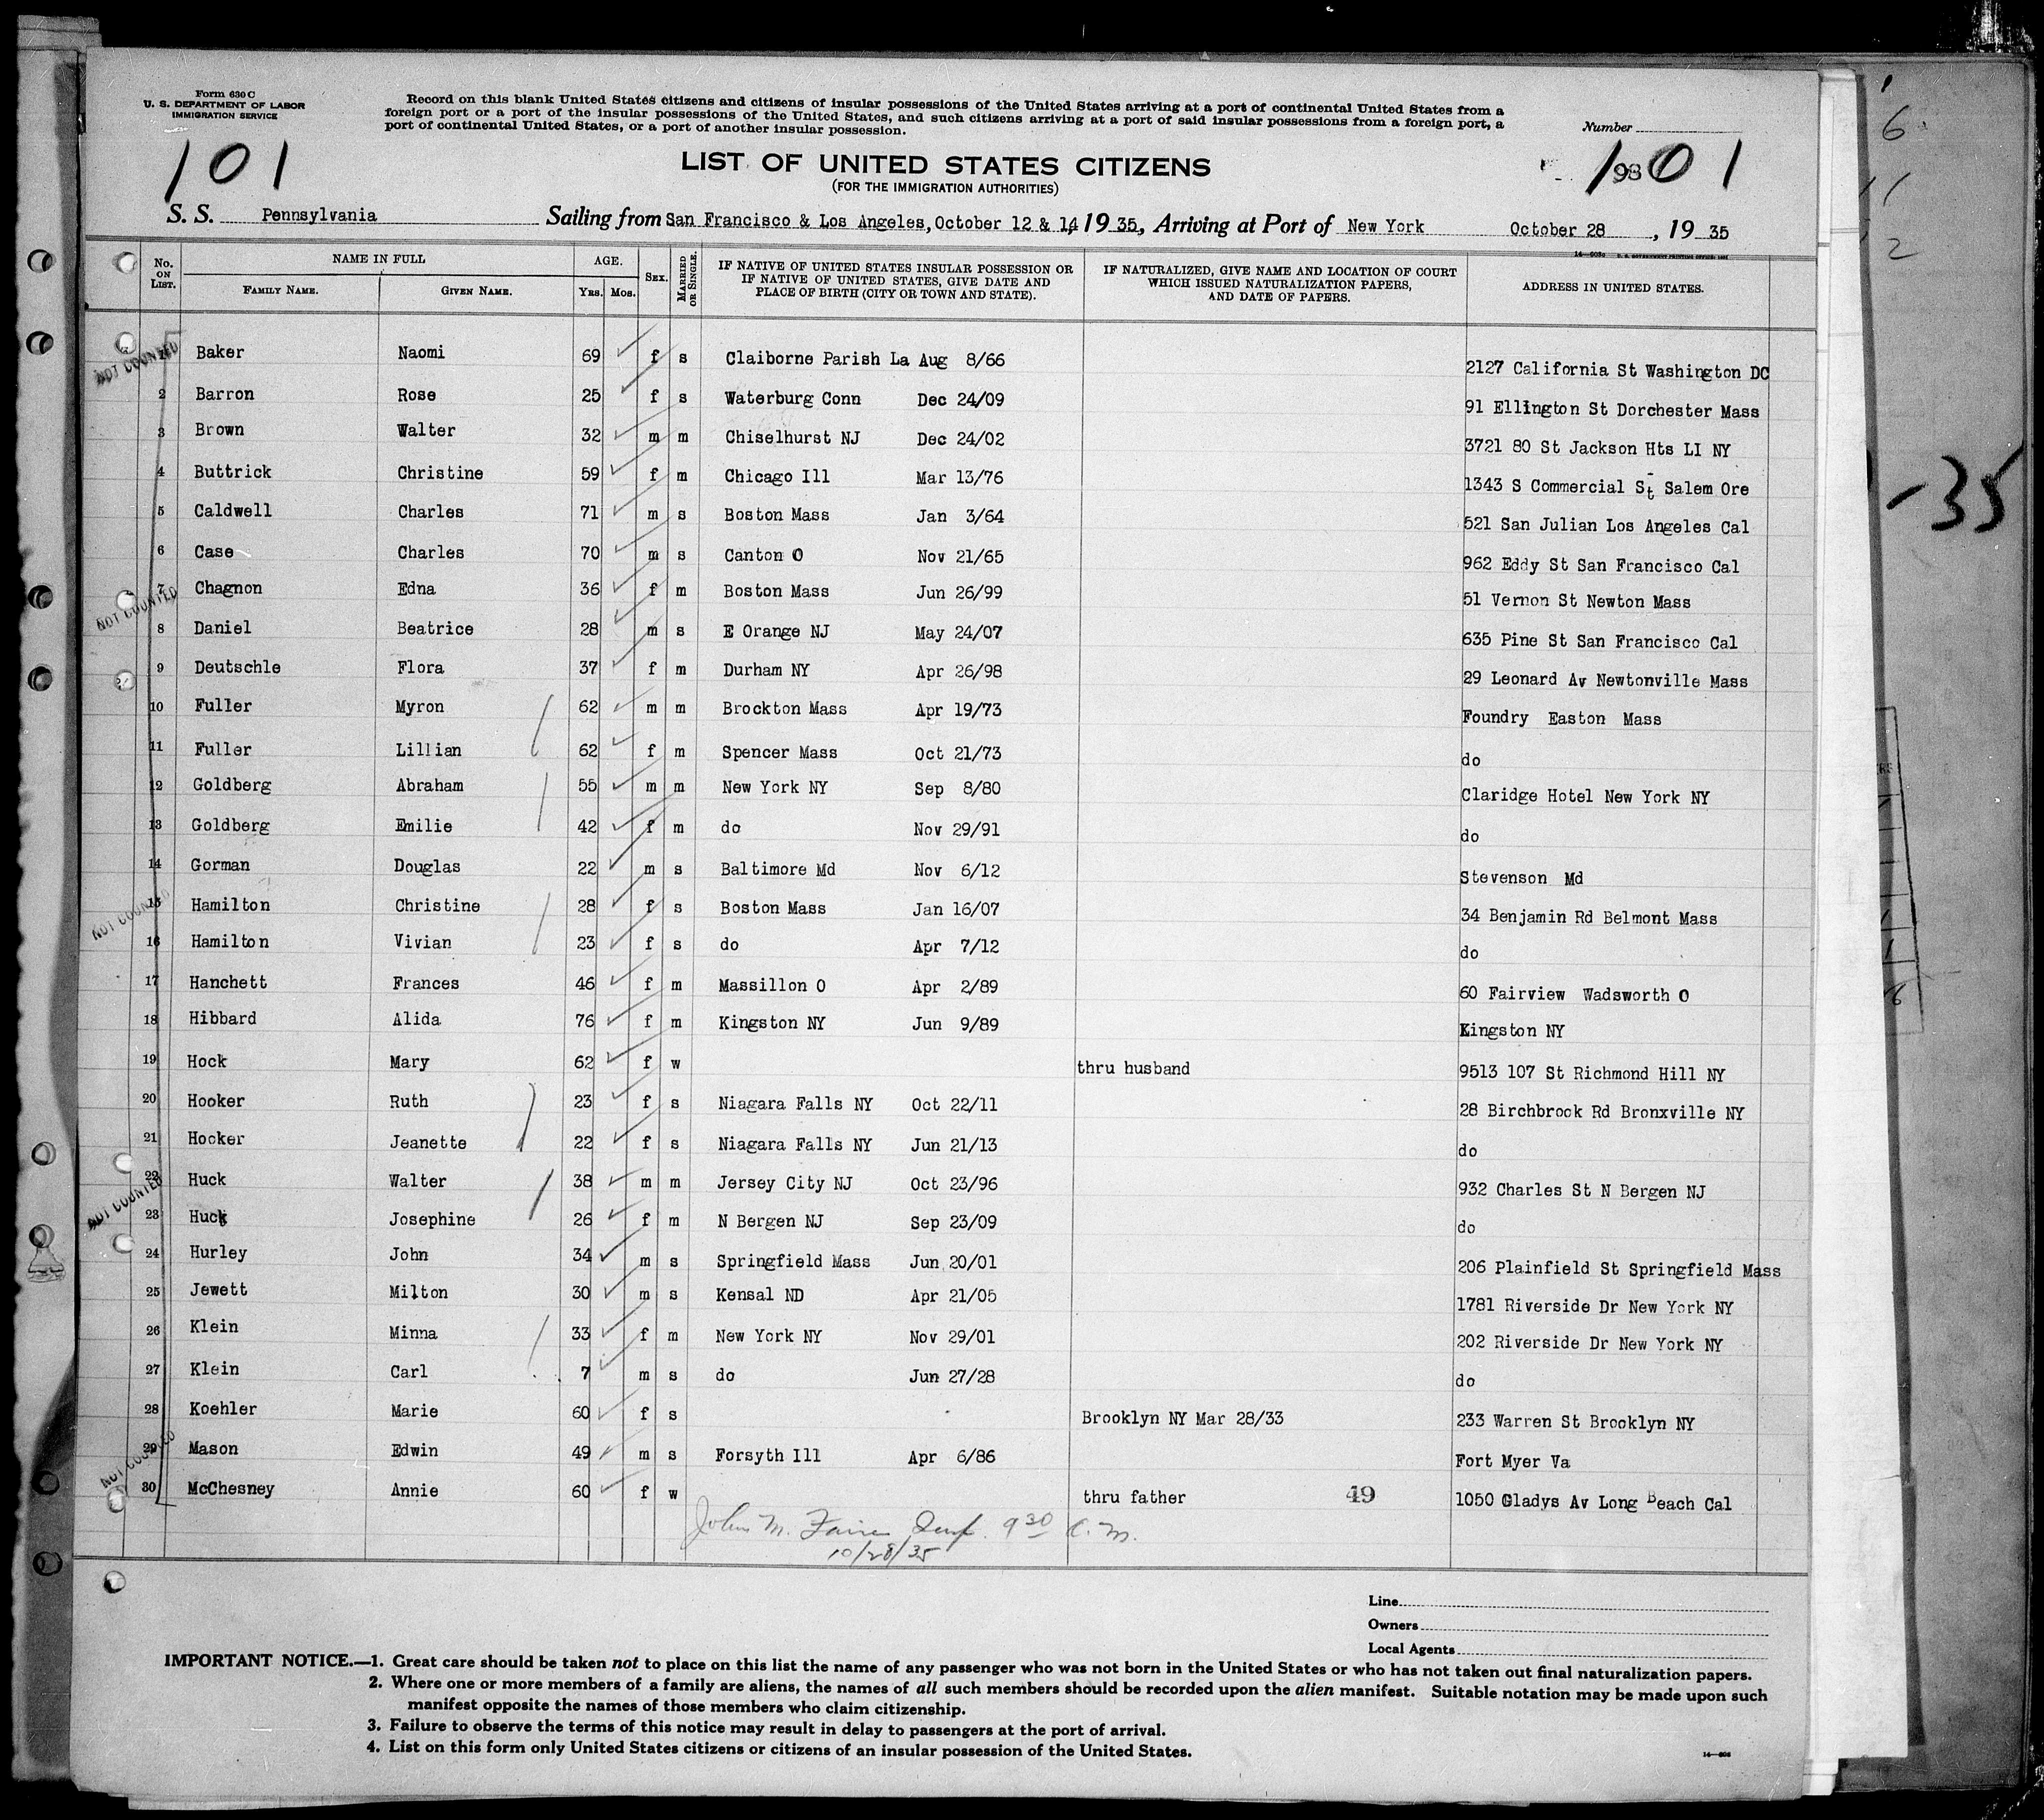 Form 630 C
U. S. DEPARTMENT OF LABOR
IMMIGRATION SERVICE
Record on this blank United States citizens and citizens of insular possessions of the United States arriving at a port of continental United States from a
foreign port or a port of the insular possessions of the United States, and such citizens arriving at a port of said insular possessions from a foreign port, a
port of continental United States, or a port of another insular possession.
Number
101
LIST OF UNITED STATES CITIZENS
(FOR THE IMMIGRATION AUTHORITIES)
101
S. S. Pennsylvania Sailing from San Francisco & Los Angeles, October 12 & 14, 19 35, Arriving at Port of New York October 28, 19 35
No. ON LIST. NAME IN FULL FAMILY NAME. GIVEN NAME. AGE. YRS. MOS. SEX. MARRIED OR SINGLE. IF NATIVE OF UNITED STATES INSULAR POSSESSION OR IF NATIVE OF UNITED STATES, GIVE DATE AND PLACE OF BIRTH (CITY OR TOWN AND STATE). IF NATURALIZED, GIVE NAME AND LOCATION OF COURT WHICH ISSUED NATURALIZATION PAPERS, AND DATE OF PAPERS. ADDRESS IN UNITED STATES.
NOT COUNTED
1 Baker Naomi 69 f s Claiborne Parish La Aug 8/66 2127 California St Washington DC
2 Barron Rose 25 f s Waterburg Conn Dec 24/09 91 Ellington St Dorchester Mass
3 Brown Walter 32 m m Chiselhurst NJ Dec 24/02 3721 80 St Jackson Hts LI NY
4 Buttrick Christine 59 f m Chicago Ill Mar 13/76 1343 S Commercial St Salem Ore
5 Caldwell Charles 71 m s Boston Mass Jan 3/64 521 San Julian Los Angeles Cal
6 Case Charles 70 m s Canton O Nov 21/65 962 Eddy St San Francisco Cal
7 Chagnon Edna 36 f m Boston Mass Jun 26/99 51 Vernon St Newton Mass
NOT COUNTED
8 Daniel Beatrice 28 m s E Orange NJ May 24/07 635 Pine St San Francisco Cal
9 Deutschle Flora 37 f m Durham NY Apr 26/98 29 Leonard Av Newtonville Mass
10 Fuller Myron 62 m m Brockton Mass Apr 19/73 Foundry Easton Mass
11 Fuller Lillian 62 f m Spencer Mass Oct 21/73 do
12 Goldberg Abraham 55 m m New York NY Sep 8/80 Claridge Hotel New York NY
13 Goldberg Emilie 42 f m do Nov 29/91 do
14 Gorman Douglas 22 m s Baltimore Md Nov 6/12 Stevenson Md
NOT COUNTED
15 Hamilton Christine 28 f s Boston Mass Jan 16/07 34 Benjamin Rd Belmont Mass
16 Hamilton Vivian 23 f s do Apr 7/12 do
17 Hanchett Frances 46 f m Massillon O Apr 2/89 60 Fairview Wadsworth O
18 Hibbard Alida 76 f m Kingston NY Jun 9/89 Kingston NY
19 Hock Mary 62 f w thru husband 9513 107 St Richmond Hill NY
20 Hooker Ruth 23 f s Niagara Falls NY Oct 22/11 28 Birchbrook Rd Bronxville NY
21 Hooker Jeanette 22 f s Niagara Falls NY Jun 21/13 do
22 Huck Walter 38 m m Jersey City NJ Oct 23/96 932 Charles St N Bergen NJ
NOT COUNTED
23 Huck Josephine 26 f m N Bergen NJ Sep 23/09 do
24 Hurley John 34 m s Springfield Mass Jun 20/01 206 Plainfield St Springfield Mass
25 Jewett Milton 30 m s Kensal ND Apr 21/05 1781 Riverside Dr New York NY
26 Klein Minna 33 f m New York NY Nov 29/01 202 Riverside Dr New York NY
27 Klein Carl 7 m s do Jun 27/28 do
28 Koehler Marie 60 f s Brooklyn NY Mar 28/33 233 Warren St Brooklyn NY
29 Mason Edwin 49 m s Forsyth Ill Apr 6/86 Fort Myer Va
NOT COUNTED
30 McChesney Annie 60 f w thru father 49 1050 Gladys Av Long Beach Cal
John M. 9 30 a.m.
10/28/35
Line
Owners
Local Agents
IMPORTANT NOTICE.—1. Great care should be taken not to place on this list the name of any passenger who was not born in the United States or who has not taken out final naturalization papers.
2. Where one or more members of a family are aliens, the names of all such members should be recorded upon the alien manifest. Suitable notation may be made upon such
manifest opposite the names of those members who claim citizenship.
3. Failure to observe the terms of this notice may result in delay to passengers at the port of arrival.
4. List on this form only United States citizens or citizens of an insular possession of the United States.
-35